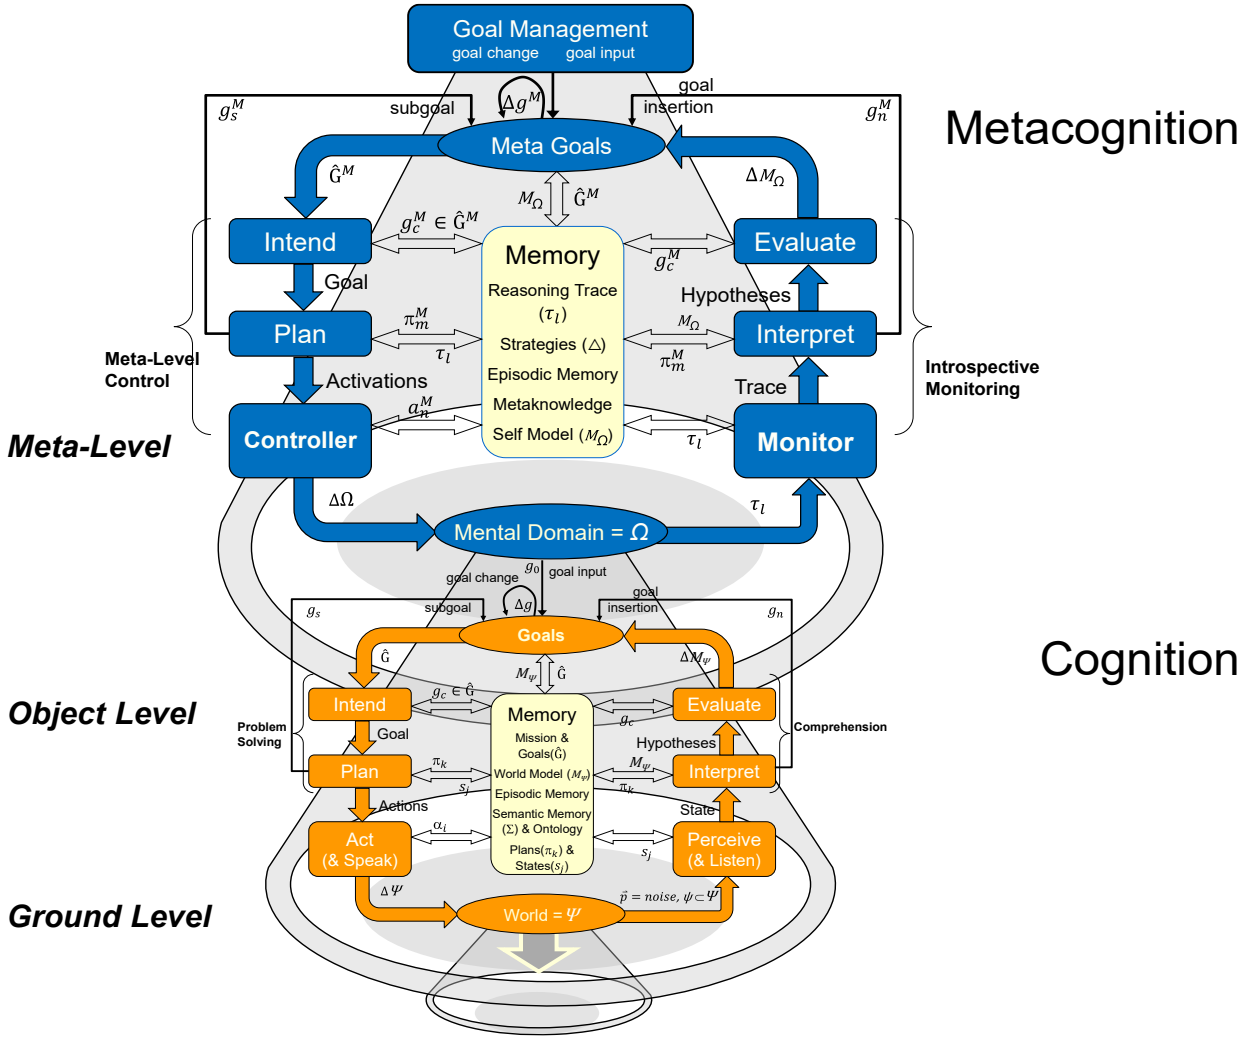 Goal Management
goal change goal input
g_s^M
subgoal
Δg^M
goal
insertion
g_n^M
Metacognition
Meta Goals
Ĝ^M
M_Ω
Ĝ^M
ΔM_Ω
Intend
g_c^M ∈ Ĝ^M
Memory
g_c^M
Evaluate
Goal
Reasoning Trace
(τ_l)
Hypotheses
Plan
π_m^M
τ_l
Strategies (△)
M_Ω
π_m^M
Interpret
Meta-Level
Control
Activations
Episodic Memory
Trace
Introspective
Monitoring
a_n^M
Metaknowledge
Meta-Level
Controller
Self Model (M_Ω)
τ_l
Monitor
ΔΩ
Mental Domain = Ω
τ_l
g_0
goal change
goal input
g_s
subgoal
Δg
goal
insertion
g_n
Goals
Cognition
Ĝ
M_Ψ
Ĝ
ΔM_Ψ
Object Level
Intend
g_c ∈ Ĝ
Memory
g_c
Evaluate
Problem
Solving
Goal
Mission &
Goals(Ĝ)
Hypotheses
Comprehension
Plan
π_k
s_j
World Model (M_Ψ)
M_Ψ
π_k
Interpret
Episodic Memory
Actions
Semantic Memory
(Σ) & Ontology
State
Act
(& Speak)
α_i
Plans(π_k) &
States(s_j)
s_j
Perceive
(& Listen)
Ground Level
ΔΨ
World = Ψ
p⃗ = noise, ψ⊂Ψ